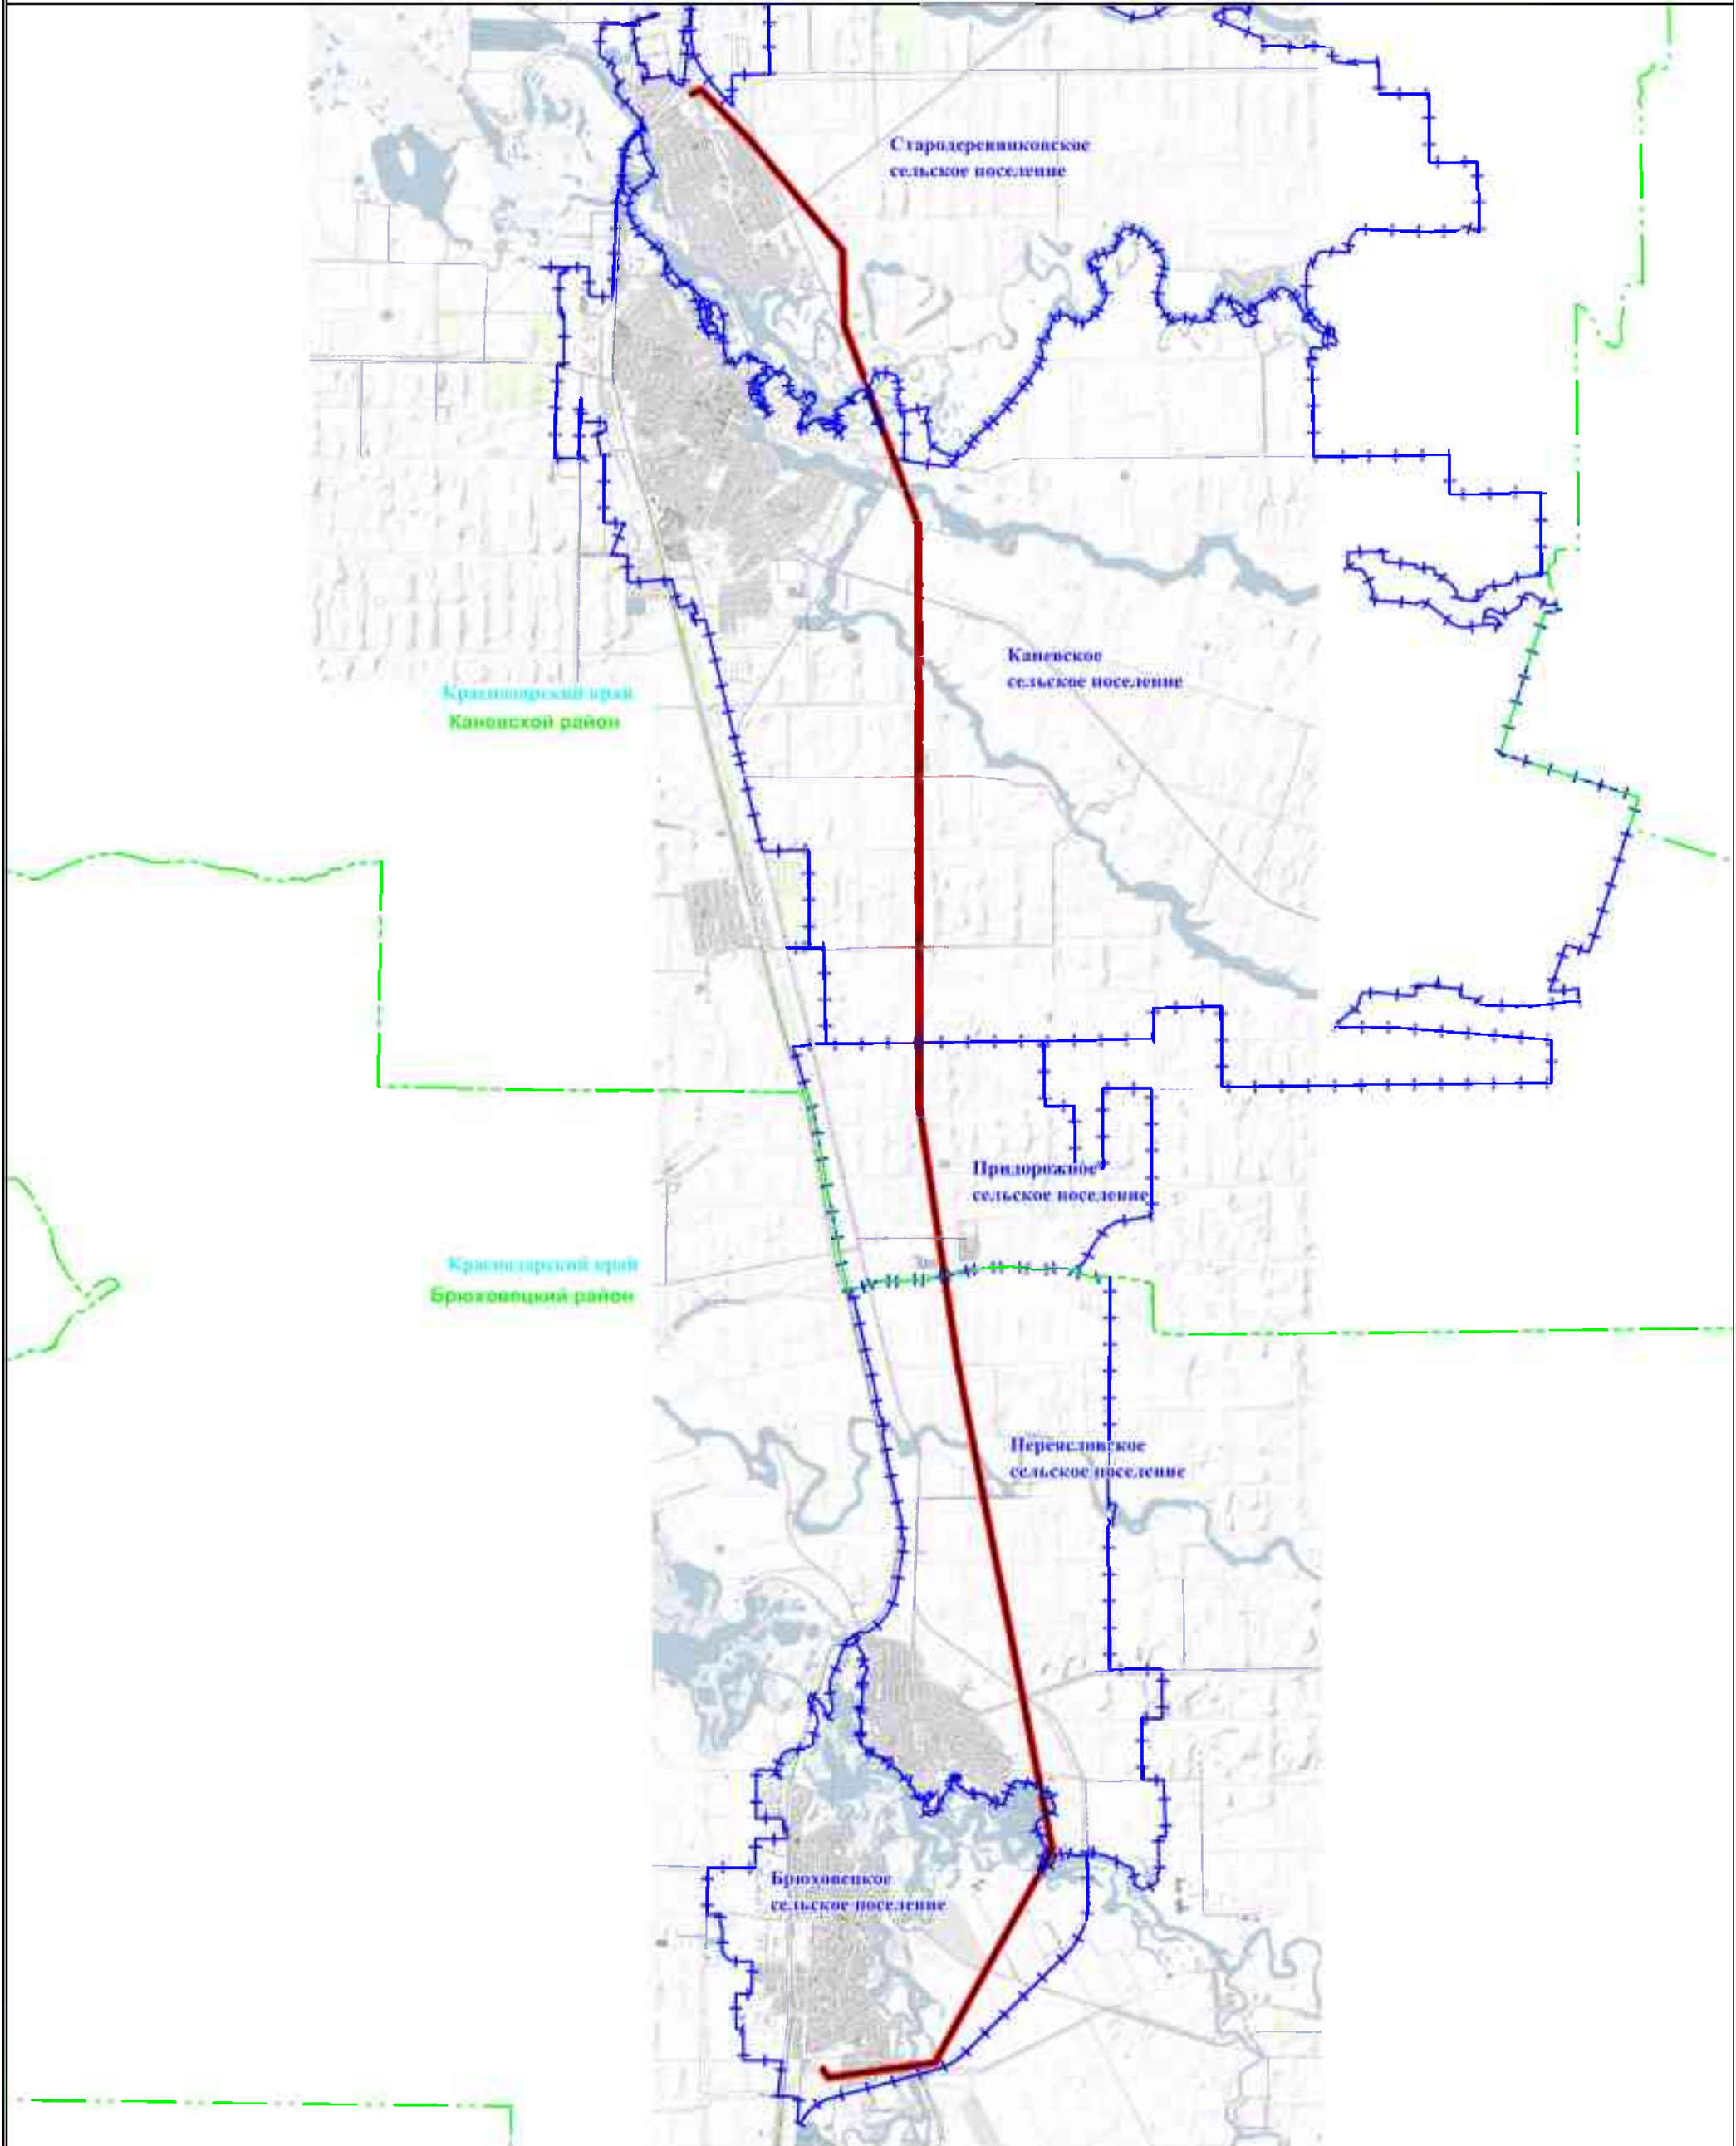 Стародеревянковское
сельское поселение
Каневское
сельское поселение
Краснодарский край
Каневской район
Придорожное
сельское поселение
Краснодарский край
Брюховецкий район
Переясловское
сельское поселение
Брюховецкое
сельское поселение